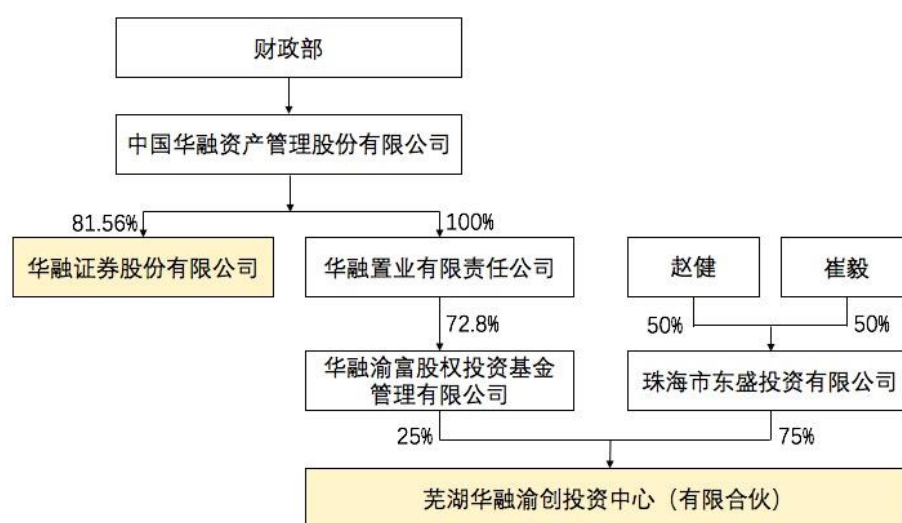 财政部
中国华融资产管理股份有限公司
81.56%
100%
华融证券股份有限公司
华融置业有限责任公司
赵健
崔毅
72.8%
50%
50%
华融渝富股权投资基金
管理有限公司
珠海市东盛投资有限公司
25%
75%
芜湖华融渝创投资中心（有限合伙）